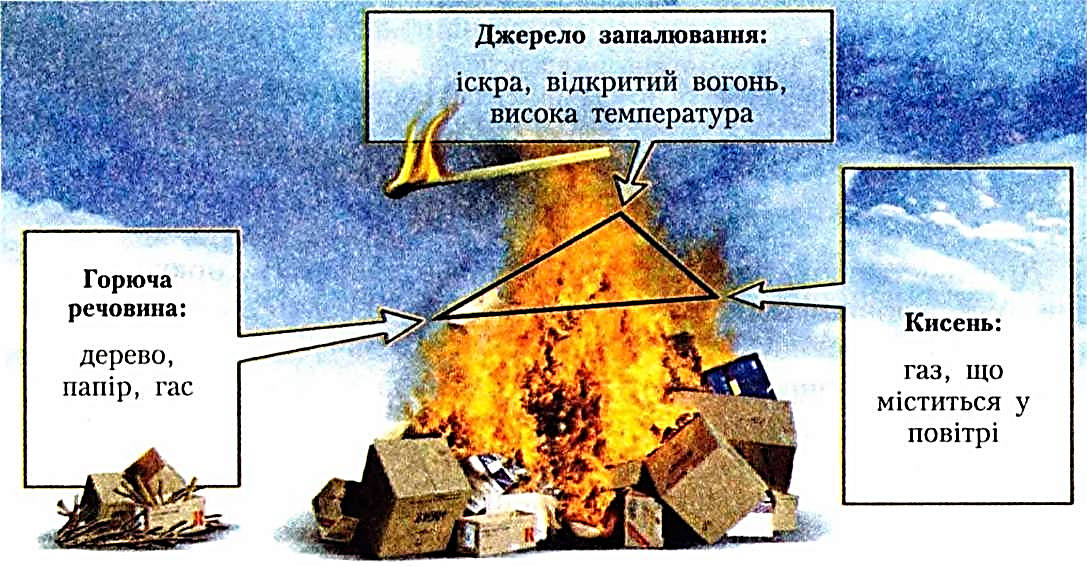 Джерело запалювання:
іскра, відкритий вогонь,
висока температура
Горюча
речовина:
дерево,
папір, гас
Кисень:
газ, що
міститься у
повітрі